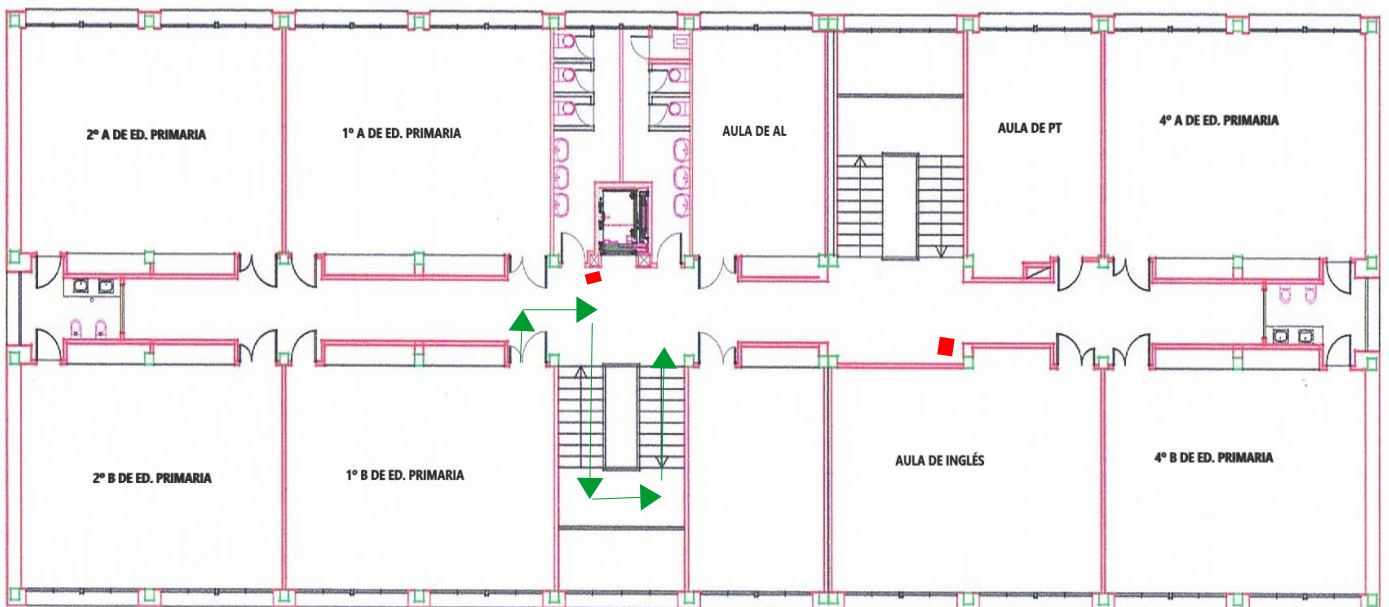 2º A DE ED. PRIMARIA
1º A DE ED. PRIMARIA
AULA DE AL
AULA DE PT
4º A DE ED. PRIMARIA
2º B DE ED. PRIMARIA
1º B DE ED. PRIMARIA
AULA DE INGLÉS
4º B DE ED. PRIMARIA